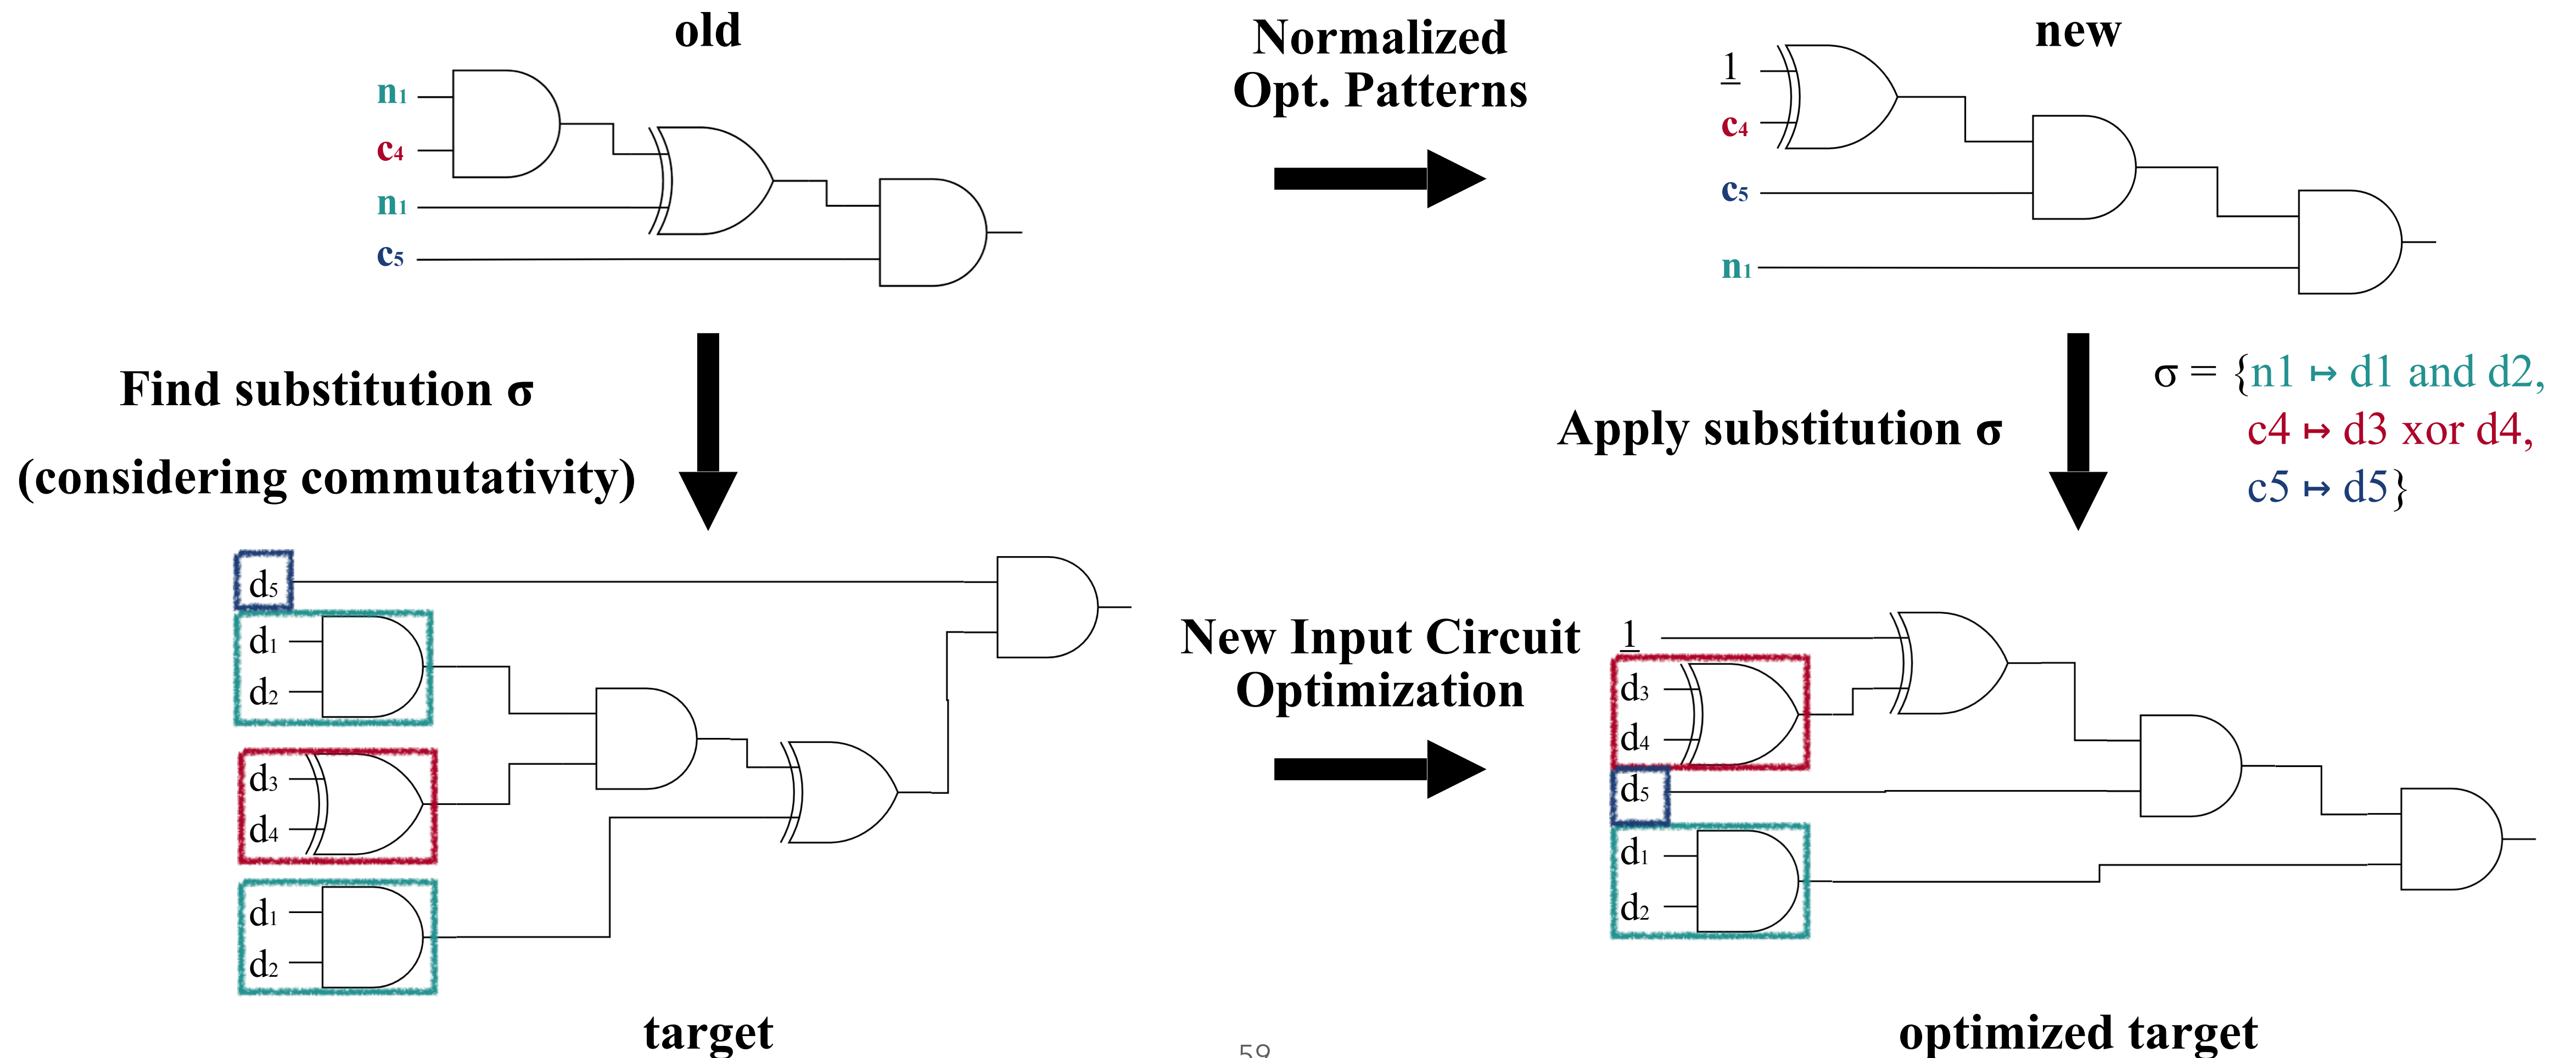 old
n1
c4
n1
c5
Normalized
Opt. Patterns
new
1
c4
c5
n1
Find substitution σ
(considering commutativity)
Apply substitution σ
σ = {n1 ↦ d1 and d2,
c4 ↦ d3 xor d4,
c5 ↦ d5}
d5
d1
d2
d3
d4
d1
d2
target
New Input Circuit
Optimization
1
d3
d4
d5
d1
d2
optimized target
59